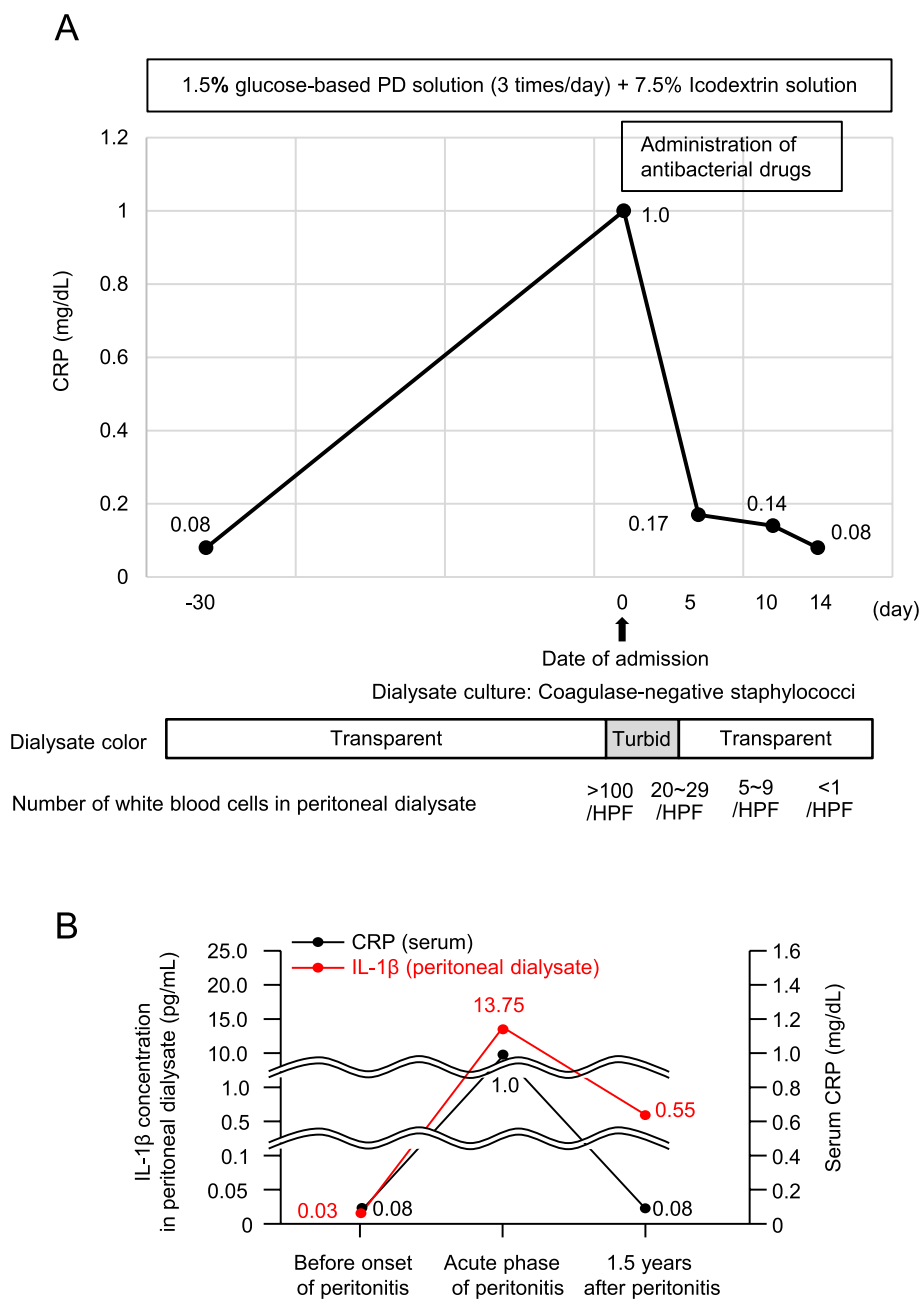 A
1.5% glucose-based PD solution (3 times/day) + 7.5% Icodextrin solution
Administration of
antibacterial drugs
CRP (mg/dL)
1.2
1
0.8
0.6
0.4
0.2
0
0.08
1.0
0.17
0.14
0.08
-30
0
5
10
14
(day)
Date of admission
Dialysate culture: Coagulase-negative staphylococci
Dialysate color
Transparent
Turbid
Transparent
Number of white blood cells in peritoneal dialysate
>100
/HPF
20~29
/HPF
5~9
/HPF
<1
/HPF
B
CRP (serum)
IL-1β (peritoneal dialysate)
IL-1β concentration
in peritoneal dialysate (pg/mL)
25.0
20.0
15.0
10.0
1.0
0.5
0.1
0.05
0
13.75
1.0
0.55
0.03
0.08
0.08
1.6
1.4
1.2
1.0
0.8
0.6
0.4
0.2
0
Serum CRP (mg/dL)
Before onset
of peritonitis
Acute phase
of peritonitis
1.5 years
after peritonitis